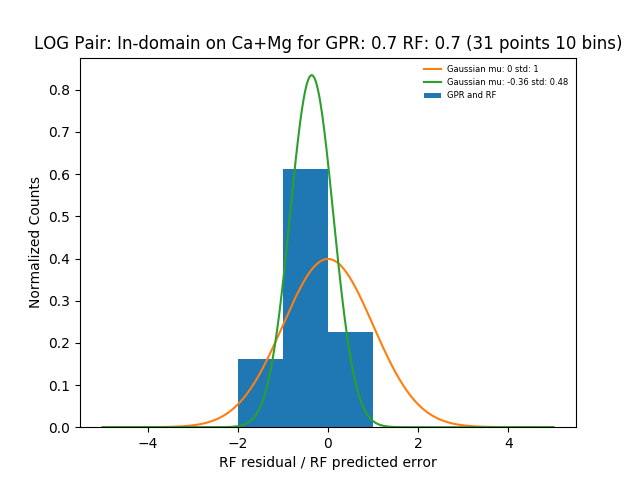 LOG Pair: In-domain on Ca+Mg for GPR: 0.7 RF: 0.7 (31 points 10 bins)
Gaussian mu: 0 std: 1
Gaussian mu: -0.36 std: 0.48
GPR and RF
Normalized Counts
0.8
0.7
0.6
0.5
0.4
0.3
0.2
0.1
0.0
−4 −2 0 2 4
RF residual / RF predicted error